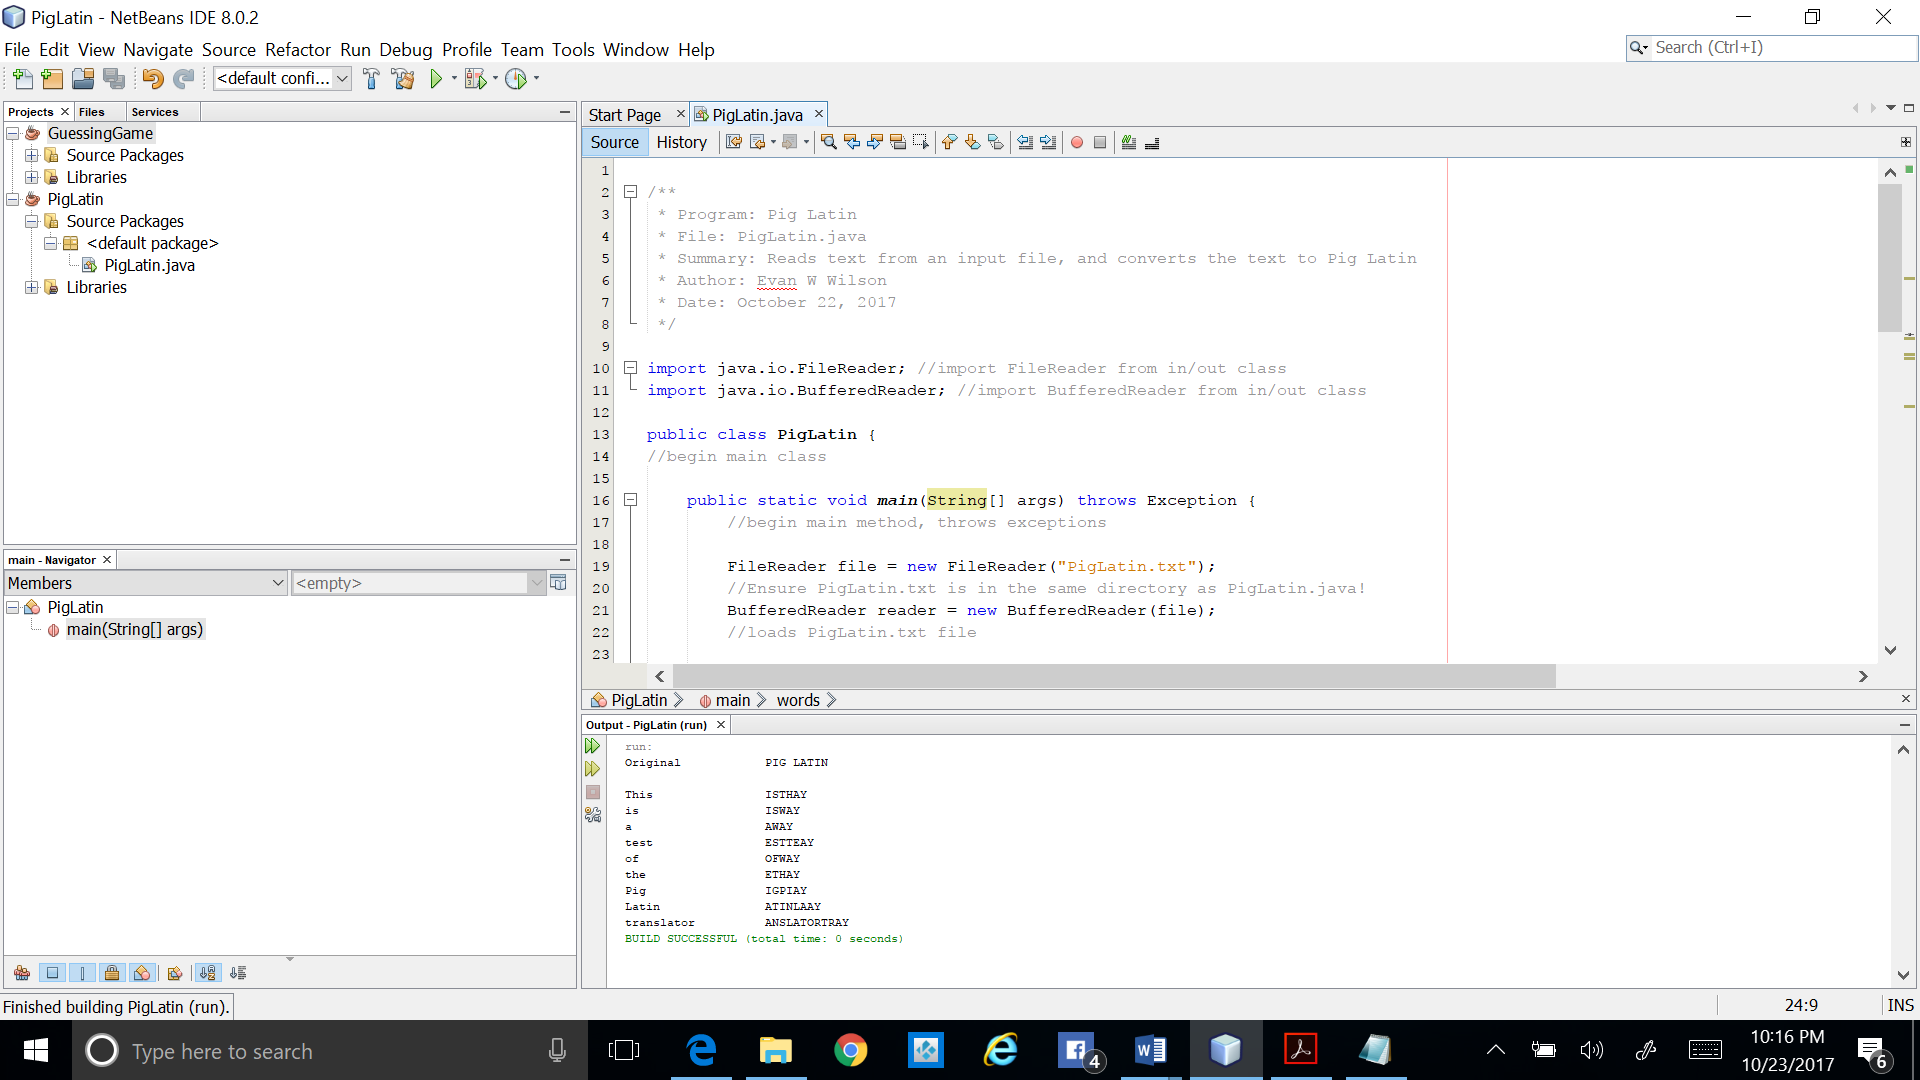 PigLatin - NetBeans IDE 8.0.2
File Edit View Navigate Source Refactor Run Debug Profile Team Tools Window Help
Search (Ctrl+I)
<default confi...
Projects Files Services
GuessingGame
Source Packages
Libraries
PigLatin
Source Packages
<default package>
PigLatin.java
Libraries
main - Navigator
Members <empty>
PigLatin
main(String[] args)
Start Page PigLatin.java
Source History
1
2 /**
3 * Program: Pig Latin
4 * File: PigLatin.java
5 * Summary: Reads text from an input file, and converts the text to Pig Latin
6 * Author: Evan W Wilson
7 * Date: October 22, 2017
8 */
9
10 import java.io.FileReader; //import FileReader from in/out class
11 import java.io.BufferedReader; //import BufferedReader from in/out class
12
13 public class PigLatin {
14 //begin main class
15
16 public static void main(String[] args) throws Exception {
17 //begin main method, throws exceptions
18
19 FileReader file = new FileReader("PigLatin.txt");
20 //Ensure PigLatin.txt is in the same directory as PigLatin.java!
21 BufferedReader reader = new BufferedReader(file);
22 //loads PigLatin.txt file
23
PigLatin main words
Output - PigLatin (run)
run:
Original PIG LATIN
This ISTHAY
is ISWAY
a AWAY
test ESTTEAY
of OFWAY
the ETHAY
Pig IGPIAY
Latin ATINLAAY
translator ANSLATORTRAY
BUILD SUCCESSFUL (total time: 0 seconds)
Finished building PigLatin (run).
24:9 INS
Type here to search
4
10:16 PM
10/23/2017
6